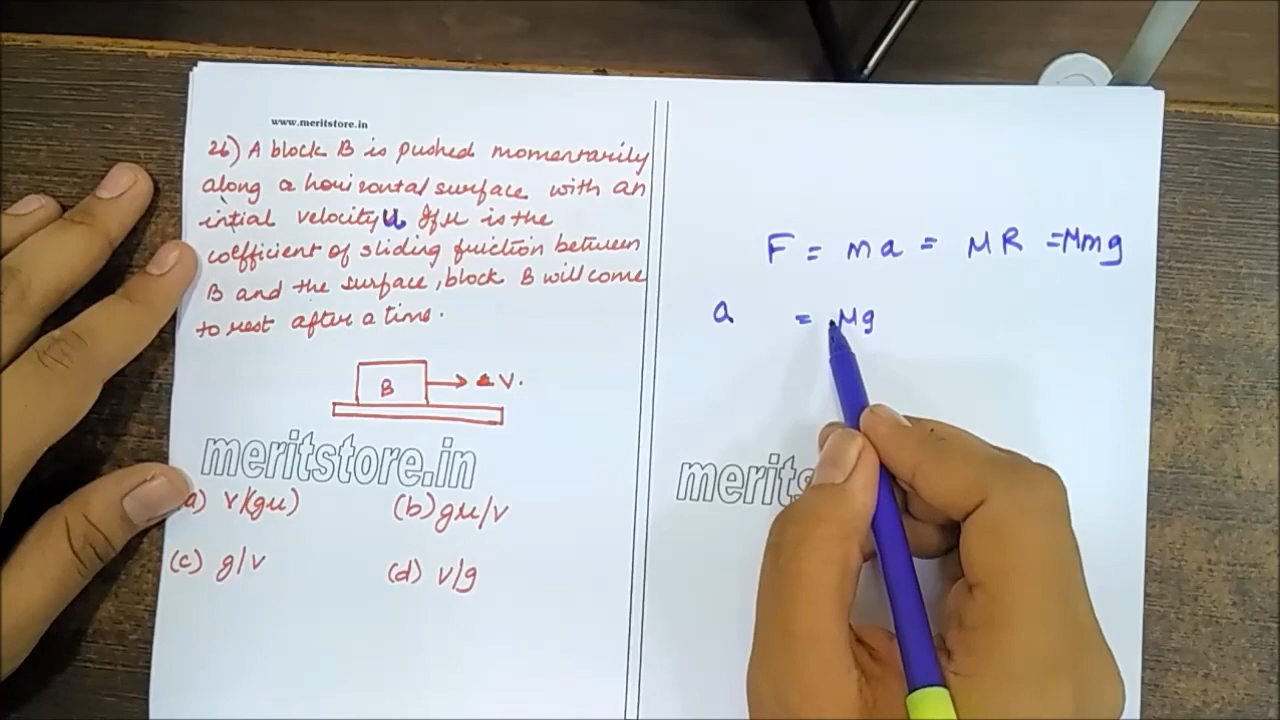 www.meritstore.in
26) A block B is pushed momentarily
along a horizontal surface with an
intial velocity u If μ is the
coefficient of sliding friction between
B and the surface, block B will come
to rest after a time.
B V.
meritstore.in
(a) v/(gμ) (b) gμ/v
(c) g/v (d) v/g
F = ma = μR = μmg
a = μg